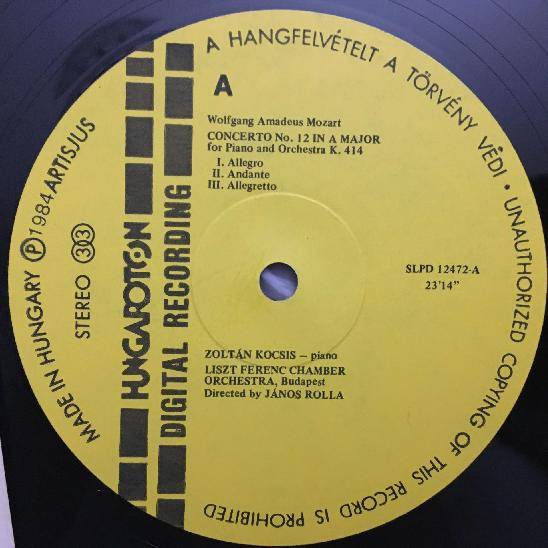 A HANGFELVÉTELT A TÖRVÉNY VÉDI • UNAUTHORIZED COPYING OF THIS RECORD IS PROHIBITED
MADE IN HUNGARY Ⓟ 1984 ARTISJUS
STEREO 33
HUNGAROTON
DIGITAL RECORDING
A
Wolfgang Amadeus Mozart
CONCERTO No. 12 IN A MAJOR
for Piano and Orchestra K. 414
I. Allegro
II. Andante
III. Allegretto
SLPD 12472-A
23'14"
ZOLTÁN KOCSIS – piano
LISZT FERENC CHAMBER
ORCHESTRA, Budapest
Directed by JÁNOS ROLLA